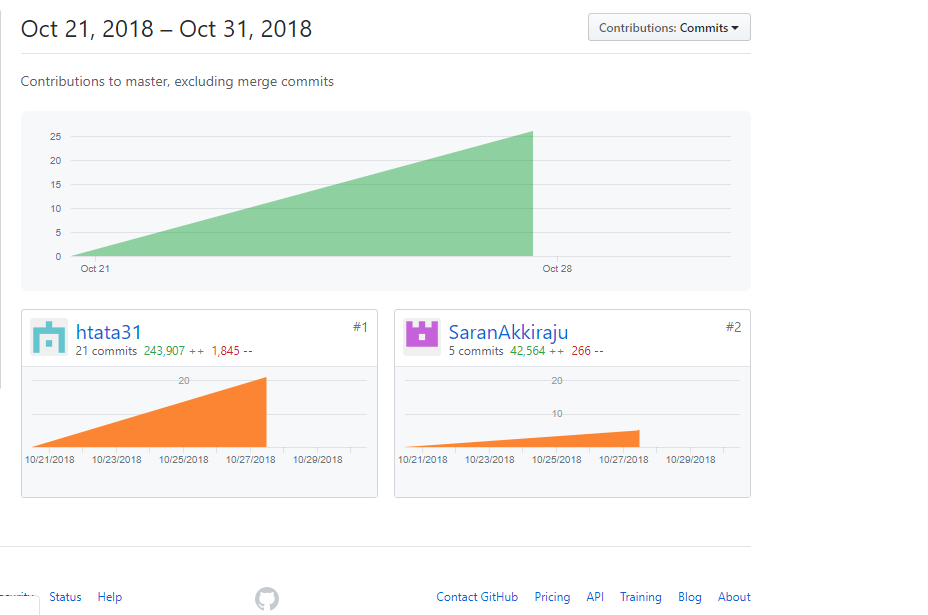 Oct 21, 2018 – Oct 31, 2018
Contributions: Commits
Contributions to master, excluding merge commits
25
20
15
10
5
0
Oct 21 Oct 28
htata31 #1
21 commits 243,907 ++ 1,845 --
20
10/21/2018 10/23/2018 10/25/2018 10/27/2018 10/29/2018
SaranAkkiraju #2
5 commits 42,564 ++ 266 --
20
10
10/21/2018 10/23/2018 10/25/2018 10/27/2018 10/29/2018
Status Help Contact GitHub Pricing API Training Blog About